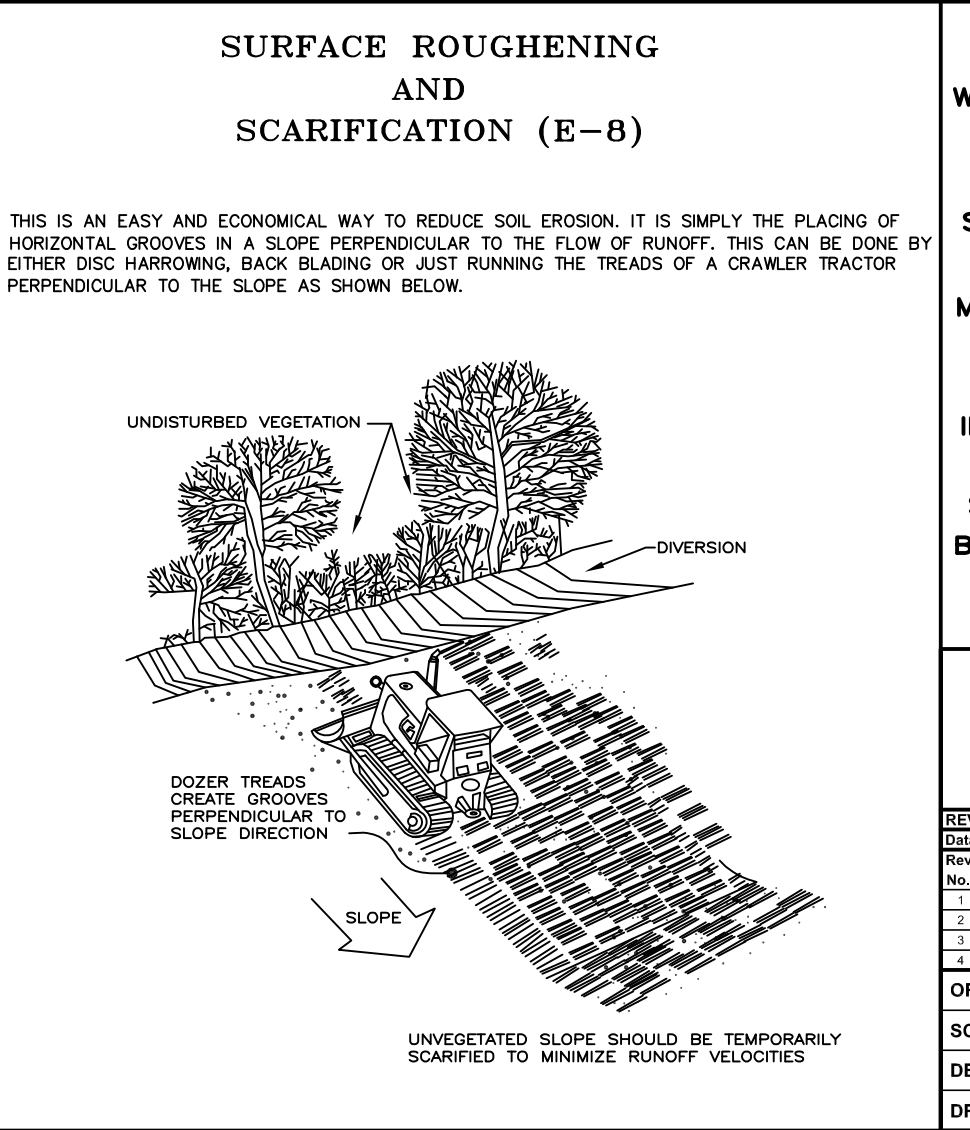 SURFACE ROUGHENING
AND
SCARIFICATION (E-8)
THIS IS AN EASY AND ECONOMICAL WAY TO REDUCE SOIL EROSION. IT IS SIMPLY THE PLACING OF
HORIZONTAL GROOVES IN A SLOPE PERPENDICULAR TO THE FLOW OF RUNOFF. THIS CAN BE DONE BY
EITHER DISC HARROWING, BACK BLADING OR JUST RUNNING THE TREADS OF A CRAWLER TRACTOR
PERPENDICULAR TO THE SLOPE AS SHOWN BELOW.
UNDISTURBED VEGETATION
DIVERSION
DOZER TREADS
CREATE GROOVES
PERPENDICULAR TO
SLOPE DIRECTION
SLOPE
UNVEGETATED SLOPE SHOULD BE TEMPORARILY
SCARIFIED TO MINIMIZE RUNOFF VELOCITIES
No.
1
2
3
4